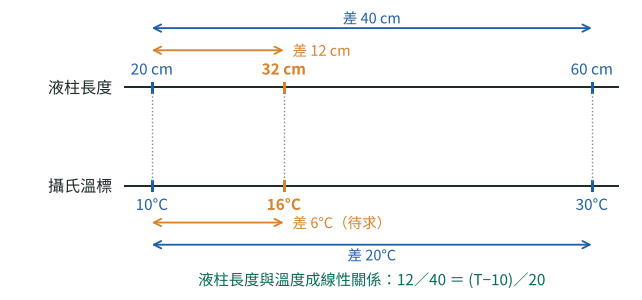 差 40 cm
差 12 cm
20 cm
32 cm
60 cm
液柱長度
攝氏溫標
10°C
16°C
30°C
差 6°C（待求）
差 20°C
液柱長度與溫度成線性關係：12／40 ＝ (T−10)／20